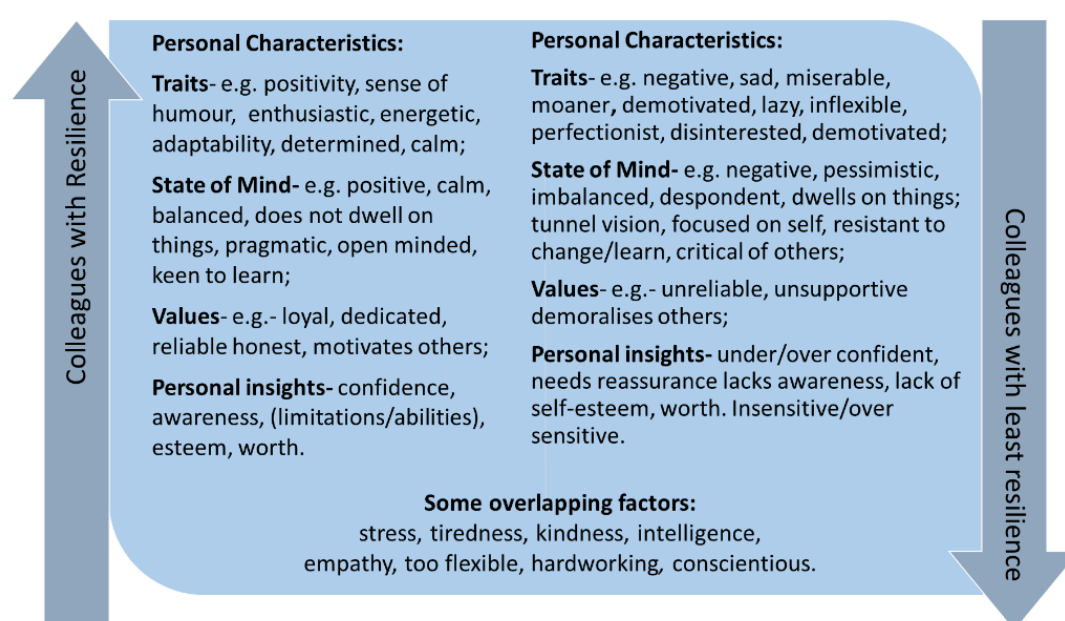 Colleagues with Resilience
Personal Characteristics:
Traits- e.g. positivity, sense of
humour,  enthusiastic, energetic,
adaptability, determined, calm;
State of Mind- e.g. positive, calm,
balanced, does not dwell on
things, pragmatic, open minded,
keen to learn;
Values- e.g.- loyal, dedicated,
reliable honest, motivates others;
Personal insights- confidence,
awareness, (limitations/abilities),
esteem, worth.
Personal Characteristics:
Traits- e.g. negative, sad, miserable,
moaner, demotivated, lazy, inflexible,
perfectionist, disinterested, demotivated;
State of Mind- e.g. negative, pessimistic,
imbalanced, despondent, dwells on things;
tunnel vision, focused on self, resistant to
change/learn, critical of others;
Values- e.g.- unreliable, unsupportive
demoralises others;
Personal insights- under/over confident,
needs reassurance lacks awareness, lack of
self-esteem, worth. Insensitive/over
sensitive.
Colleagues with least resilience
Some overlapping factors:
stress, tiredness, kindness, intelligence,
empathy, too flexible, hardworking, conscientious.